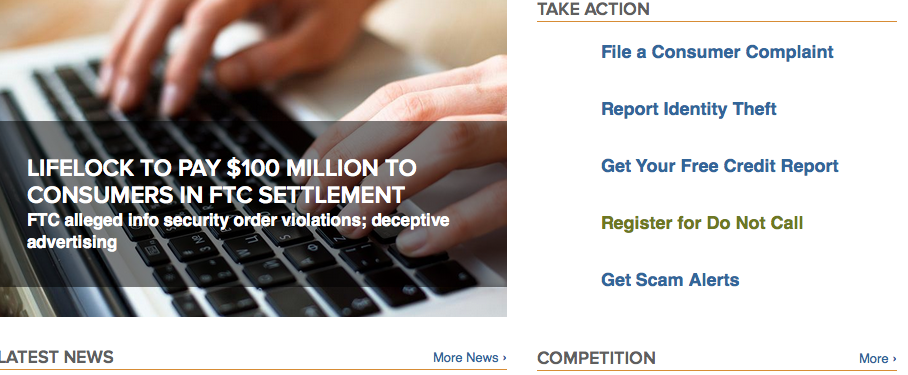 TAKE ACTION
File a Consumer Complaint
Report Identity Theft
Get Your Free Credit Report
Register for Do Not Call
Get Scam Alerts
LIFELOCK TO PAY $100 MILLION TO
CONSUMERS IN FTC SETTLEMENT
FTC alleged info security order violations; deceptive
advertising
LATEST NEWS
More News ›
COMPETITION
More ›